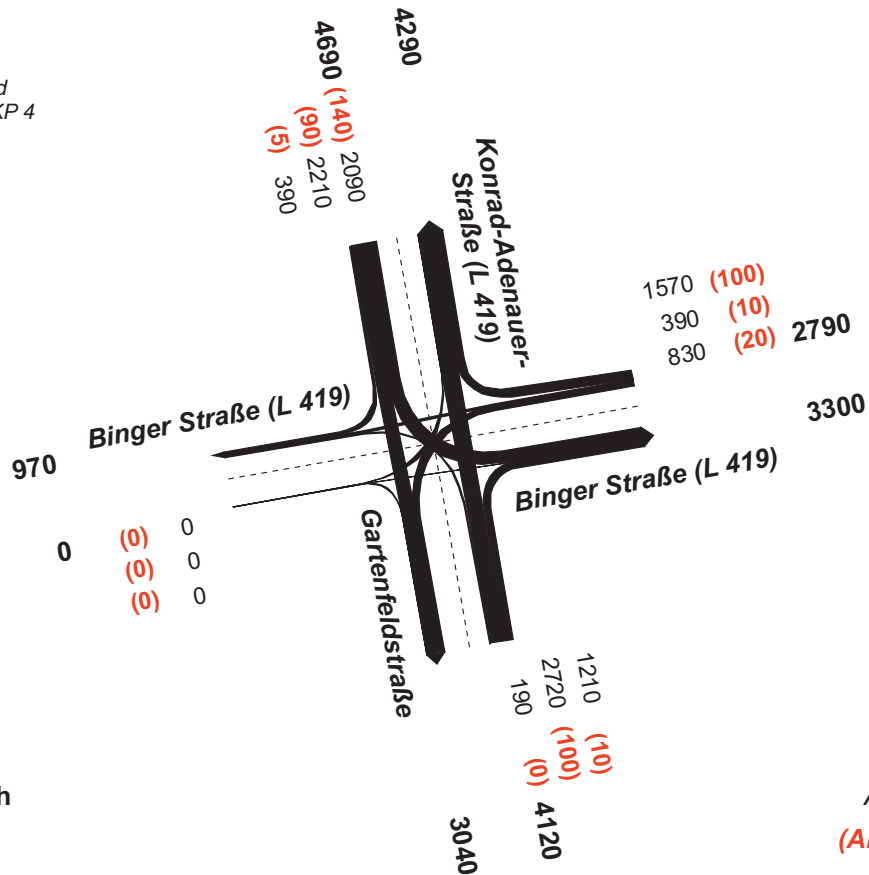 d
KP 4
4690
4290
(5) (90) (140)
390 2210 2090
Konrad-Adenauer-
Straße (L 419)
1570 (100)
390 (10)
830 (20)
2790
3300
Binger Straße (L 419)
970
Binger Straße (L 419)
0
(0) 0
(0) 0
(0) 0
Gartenfeldstraße
190 2720 1210
(0) (100) (10)
3040
4120
h